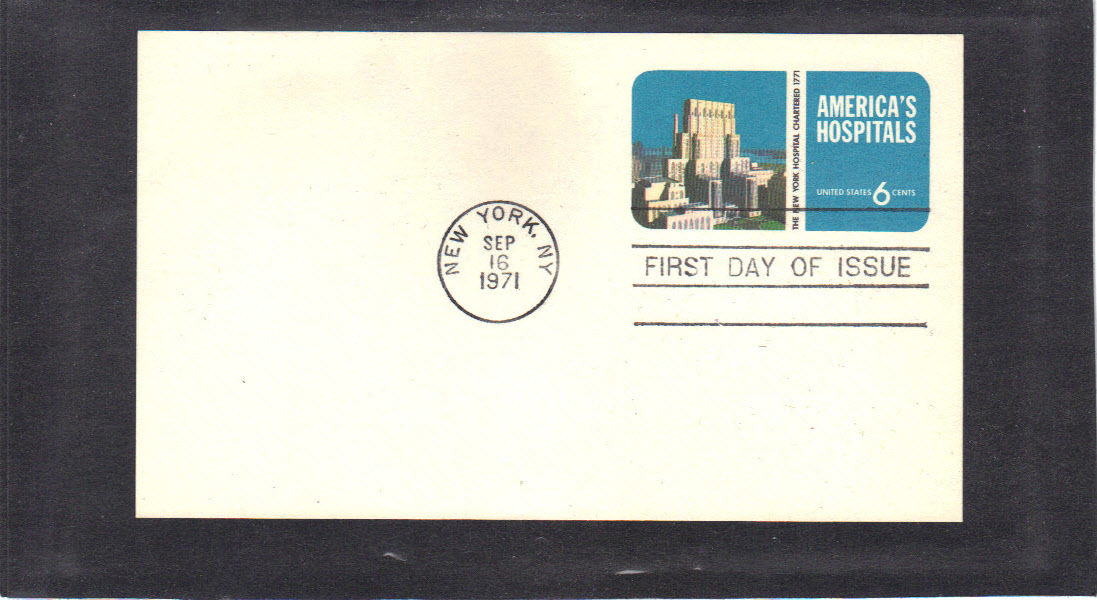 THE NEW YORK HOSPITAL CHARTERED 1771
AMERICA'S
HOSPITALS
UNITED STATES 6 CENTS
NEW YORK, NY
SEP
16
1971
FIRST DAY OF ISSUE